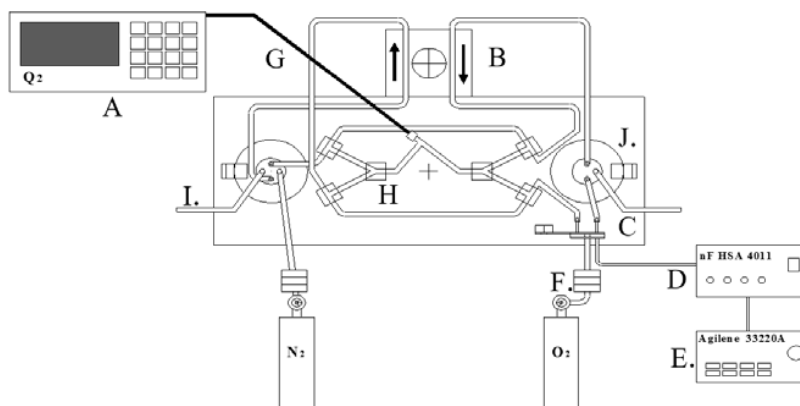 Q2
A
G
B
H
I.
J.
C
D
nF HSA 4011
F.
E.
Agilene 33220A
N2
O2